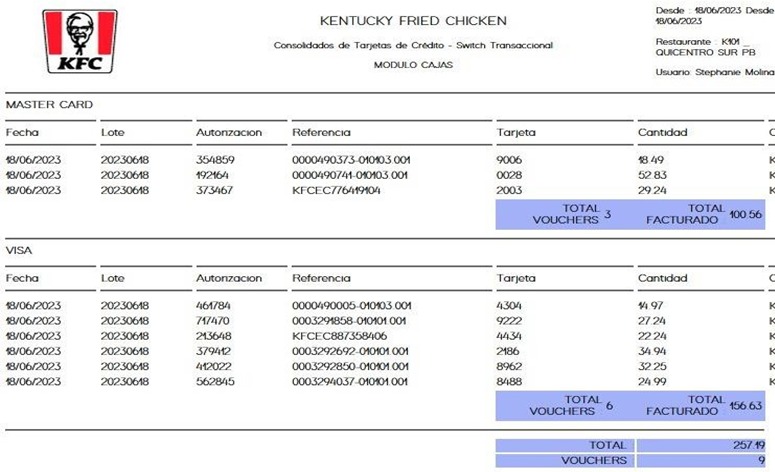 KENTUCKY FRIED CHICKEN
Desde : 18/06/2023 Desde
18/06/2023
Consolidados de Tarjetas de Crédito - Switch Transaccional
Restaurante : K101 _
QUICENTRO SUR PB
KFC
MODULO CAJAS
Usuario: Stephanie Molina
MASTER CARD
Fecha Lote Autorizacion Referencia Tarjeta Cantidad C
18/06/2023 20230618 354859 0000490373-010103.001 9006 18.49 K
18/06/2023 20230618 192164 0000490741-010103.001 0028 52.83 K
18/06/2023 20230618 373467 KFCEC776419104 2003 29.24 K
TOTAL VOUCHERS 3 TOTAL FACTURADO 100.56
VISA
Fecha Lote Autorizacion Referencia Tarjeta Cantidad C
18/06/2023 20230618 461784 0000490005-010103.001 4304 14.97 K
18/06/2023 20230618 717470 0003291858-010101.001 9222 27.24 K
18/06/2023 20230618 213648 KFCEC887358406 4434 22.24 K
18/06/2023 20230618 379412 0003292692-010101.001 2186 34.94 K
18/06/2023 20230618 412022 0003292850-010101.001 8962 32.25 K
18/06/2023 20230618 562845 0003294037-010101.001 8488 24.99 K
TOTAL VOUCHERS 6 TOTAL FACTURADO 156.63
TOTAL 257.19
VOUCHERS 9